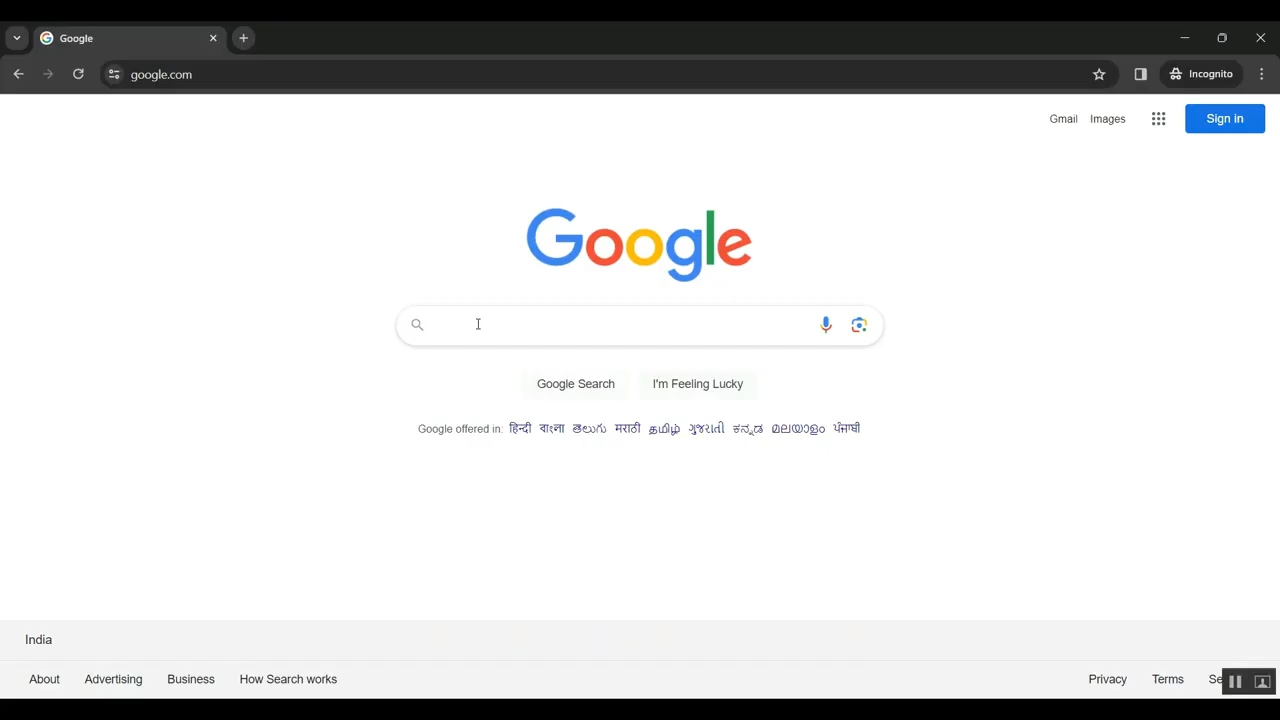 Google
google.com
Incognito
Gmail Images Sign in
Google
Google Search I'm Feeling Lucky
Google offered in: हिन्दी বাংলা తెలుగు मराठी தமிழ் ગુજરાતી ಕನ್ನಡ മലയാളം ਪੰਜਾਬੀ
India
About Advertising Business How Search works Privacy Terms Se